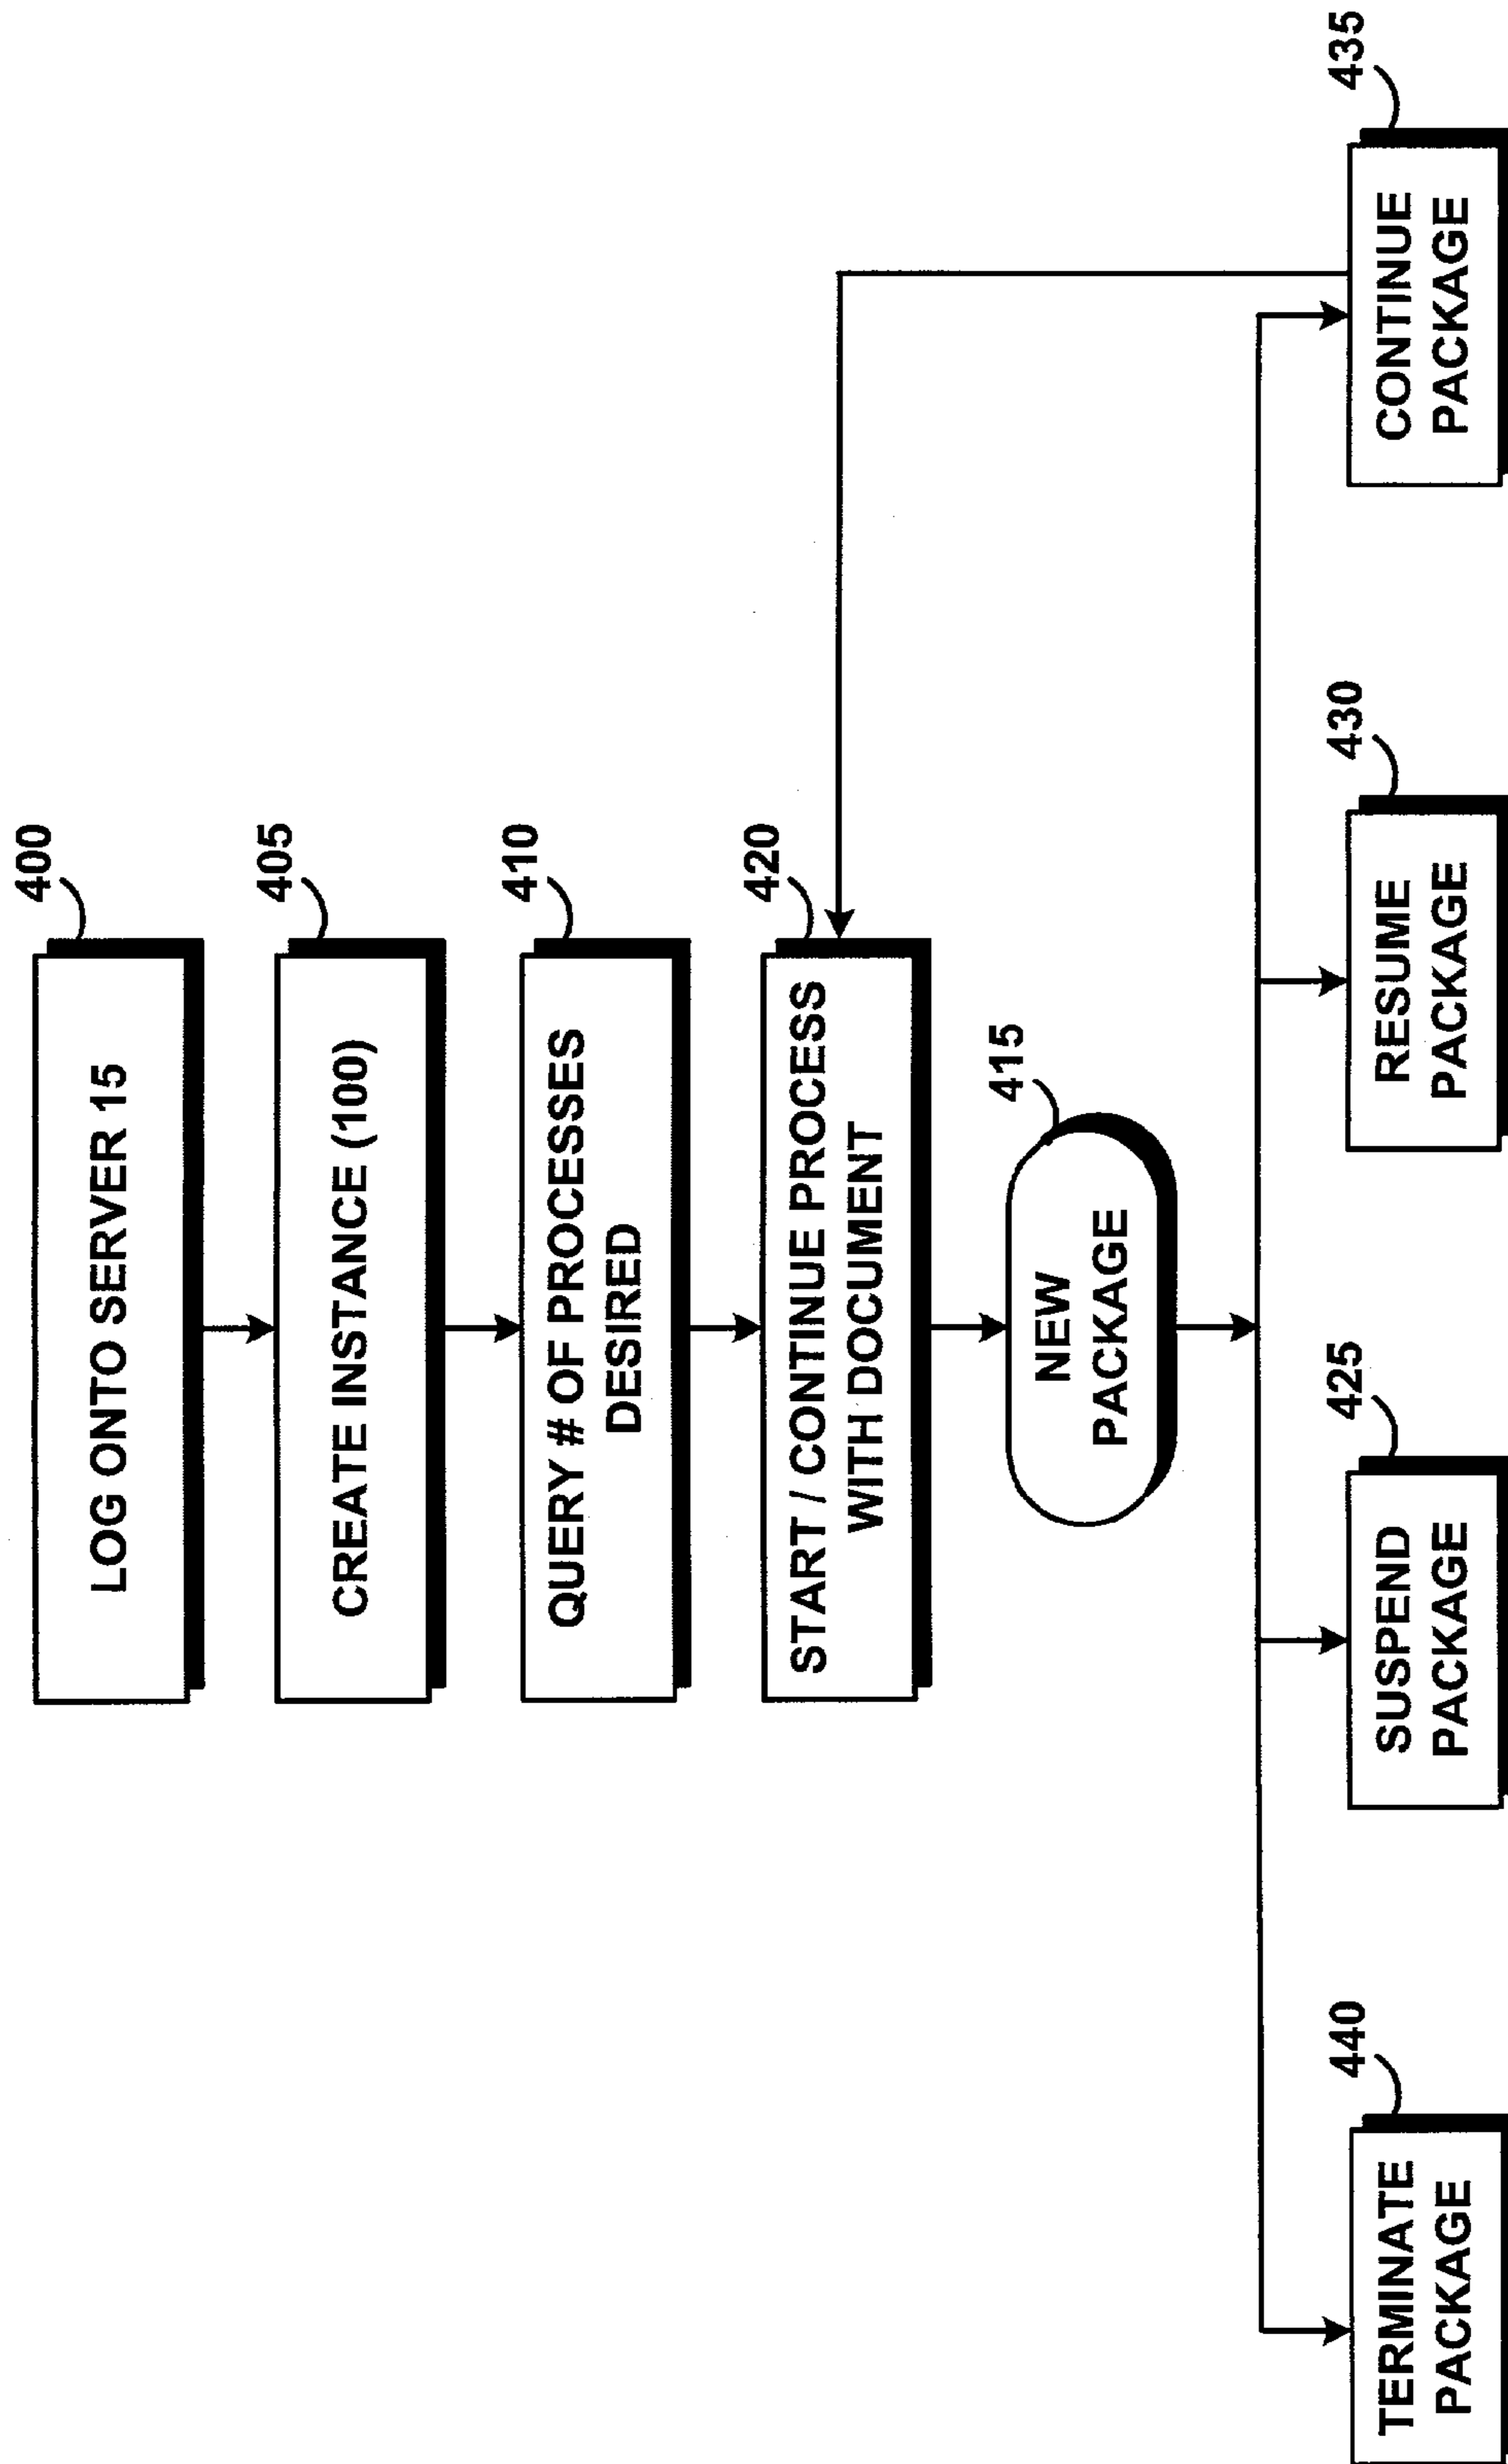 400
LOG ONTO SERVER 15
405
CREATE INSTANCE (100)
410
QUERY # OF PROCESSES
DESIRED
420
START / CONTINUE PROCESS
WITH DOCUMENT
415
NEW
PACKAGE
440
TERMINATE
PACKAGE
425
SUSPEND
PACKAGE
430
RESUME
PACKAGE
435
CONTINUE
PACKAGE